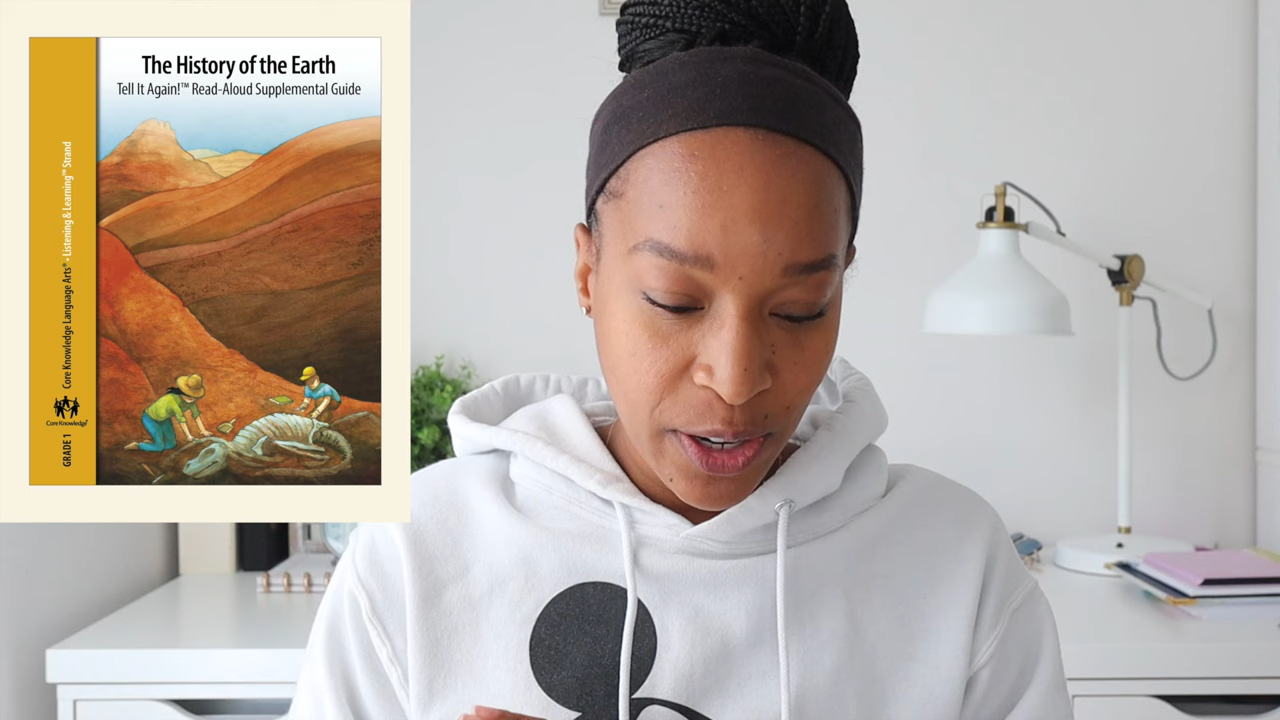 The History of the Earth
Tell It Again!™ Read-Aloud Supplemental Guide
GRADE 1
Core Knowledge Language Arts® • Listening & Learning™ Strand
Core Knowledge®